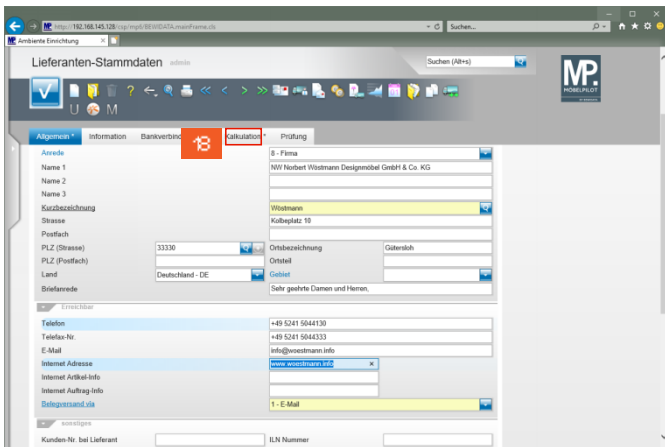 http://192.168.145.128/csp/mpli/BEWIDATA.mainFrame.cls
Suchen...
Ambiente Einrichtung
Lieferanten-Stammdaten admin
Suchen (Alt+s)
MP.
MÖBELPILOT
U M
Allgemein * Information Bankverbind 18 Kalkulation * Prüfung
Anrede 8 - Firma
Name 1 NW Norbert Wöstmann Designmöbel GmbH & Co. KG
Name 2
Name 3
Kurzbezeichnung Wöstmann
Strasse Kolbeplatz 10
Postfach
PLZ (Strasse) 33330 Ortsbezeichnung Gütersloh
PLZ (Postfach) Ortsteil
Land Deutschland - DE Gebiet
Briefanrede Sehr geehrte Damen und Herren,
Erreichbar
Telefon +49 5241 5044130
Telefax-Nr. +49 5241 5044333
E-Mail info@woestmann.info
Internet Adresse www.woestmann.info
Internet Artikel-Info
Internet Auftrag-Info
Belegversand via 1 - E-Mail
sonstiges
Kunden-Nr. bei Lieferant ILN Nummer